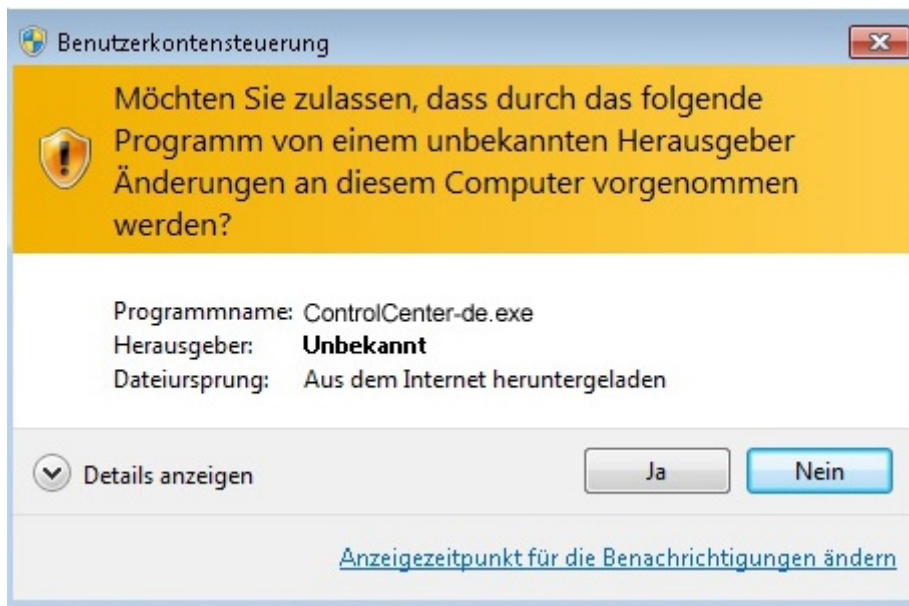 Benutzerkontensteuerung
Möchten Sie zulassen, dass durch das folgende
Programm von einem unbekannten Herausgeber
Änderungen an diesem Computer vorgenommen
werden?
Programmname: ControlCenter-de.exe
Herausgeber: Unbekannt
Dateiursprung: Aus dem Internet heruntergeladen
Details anzeigen Ja Nein
Anzeigezeitpunkt für die Benachrichtigungen ändern